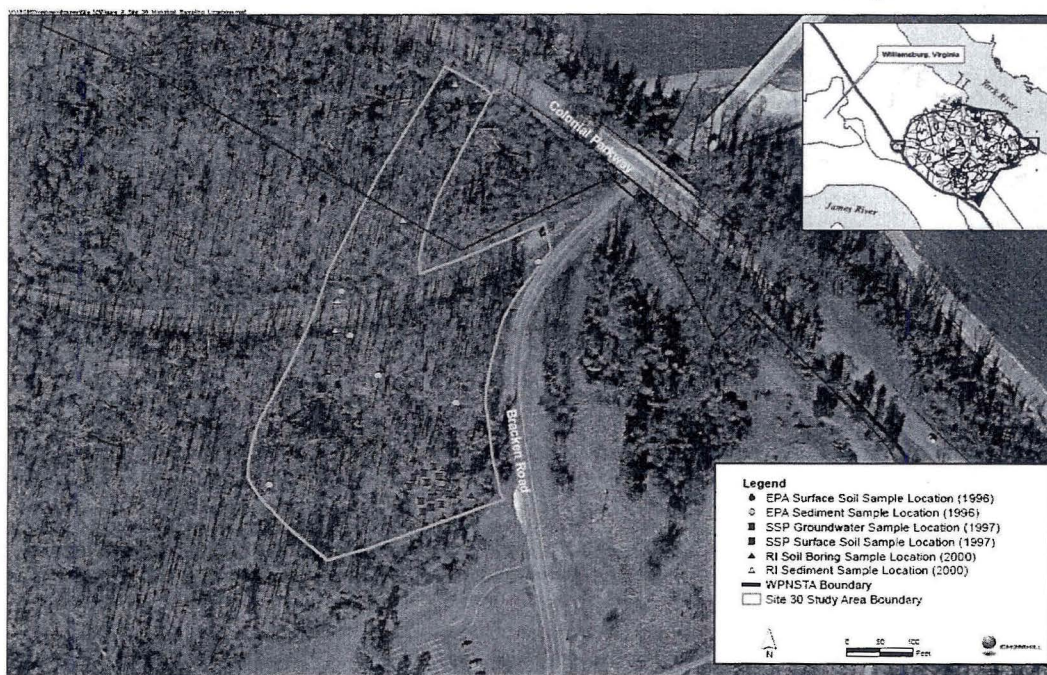 Williamsburg, Virginia
York River
James River
Colonial Parkway
Bracken Road
Legend
EPA Surface Soil Sample Location (1996)
EPA Sediment Sample Location (1996)
SSP Groundwater Sample Location (1997)
SSP Surface Soil Sample Location (1997)
RI Soil Boring Sample Location (2000)
RI Sediment Sample Location (2000)
WPNSTA Boundary
Site 30 Study Area Boundary
N
0 50 100
Feet
CH2MHILL